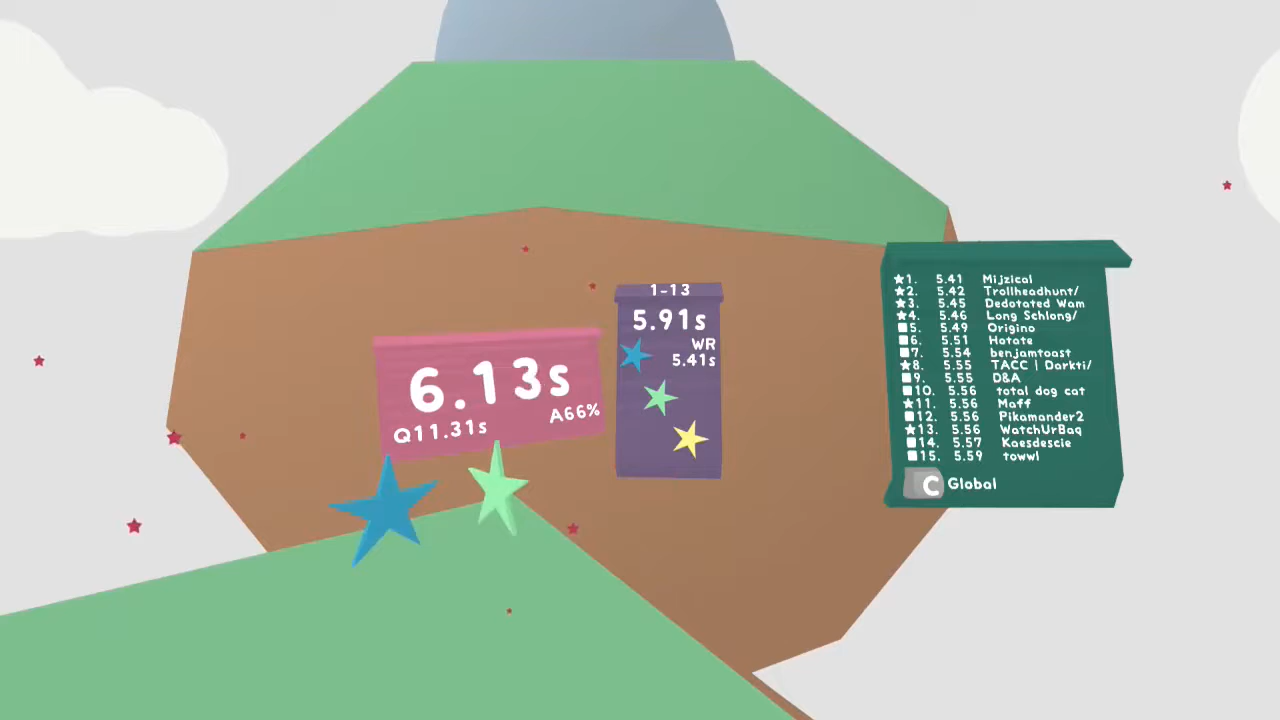 6.13s
Q11.31s
A66%
1-13
5.91s
WR
5.41s
1. 5.41 Mijzical
2. 5.42 Trollheadhunt/
3. 5.45 Dedotated Wam
4. 5.46 Long Schlong/
5. 5.49 Origino
6. 5.51 Hotate
7. 5.54 benjamtoast
8. 5.55 TACC | Darkti/
9. 5.55 D&A
10. 5.56 total dog cat
11. 5.56 Maff
12. 5.56 Pikamander2
13. 5.56 WatchUrBaq
14. 5.57 Kaesdescie
15. 5.59 towwl
C Global